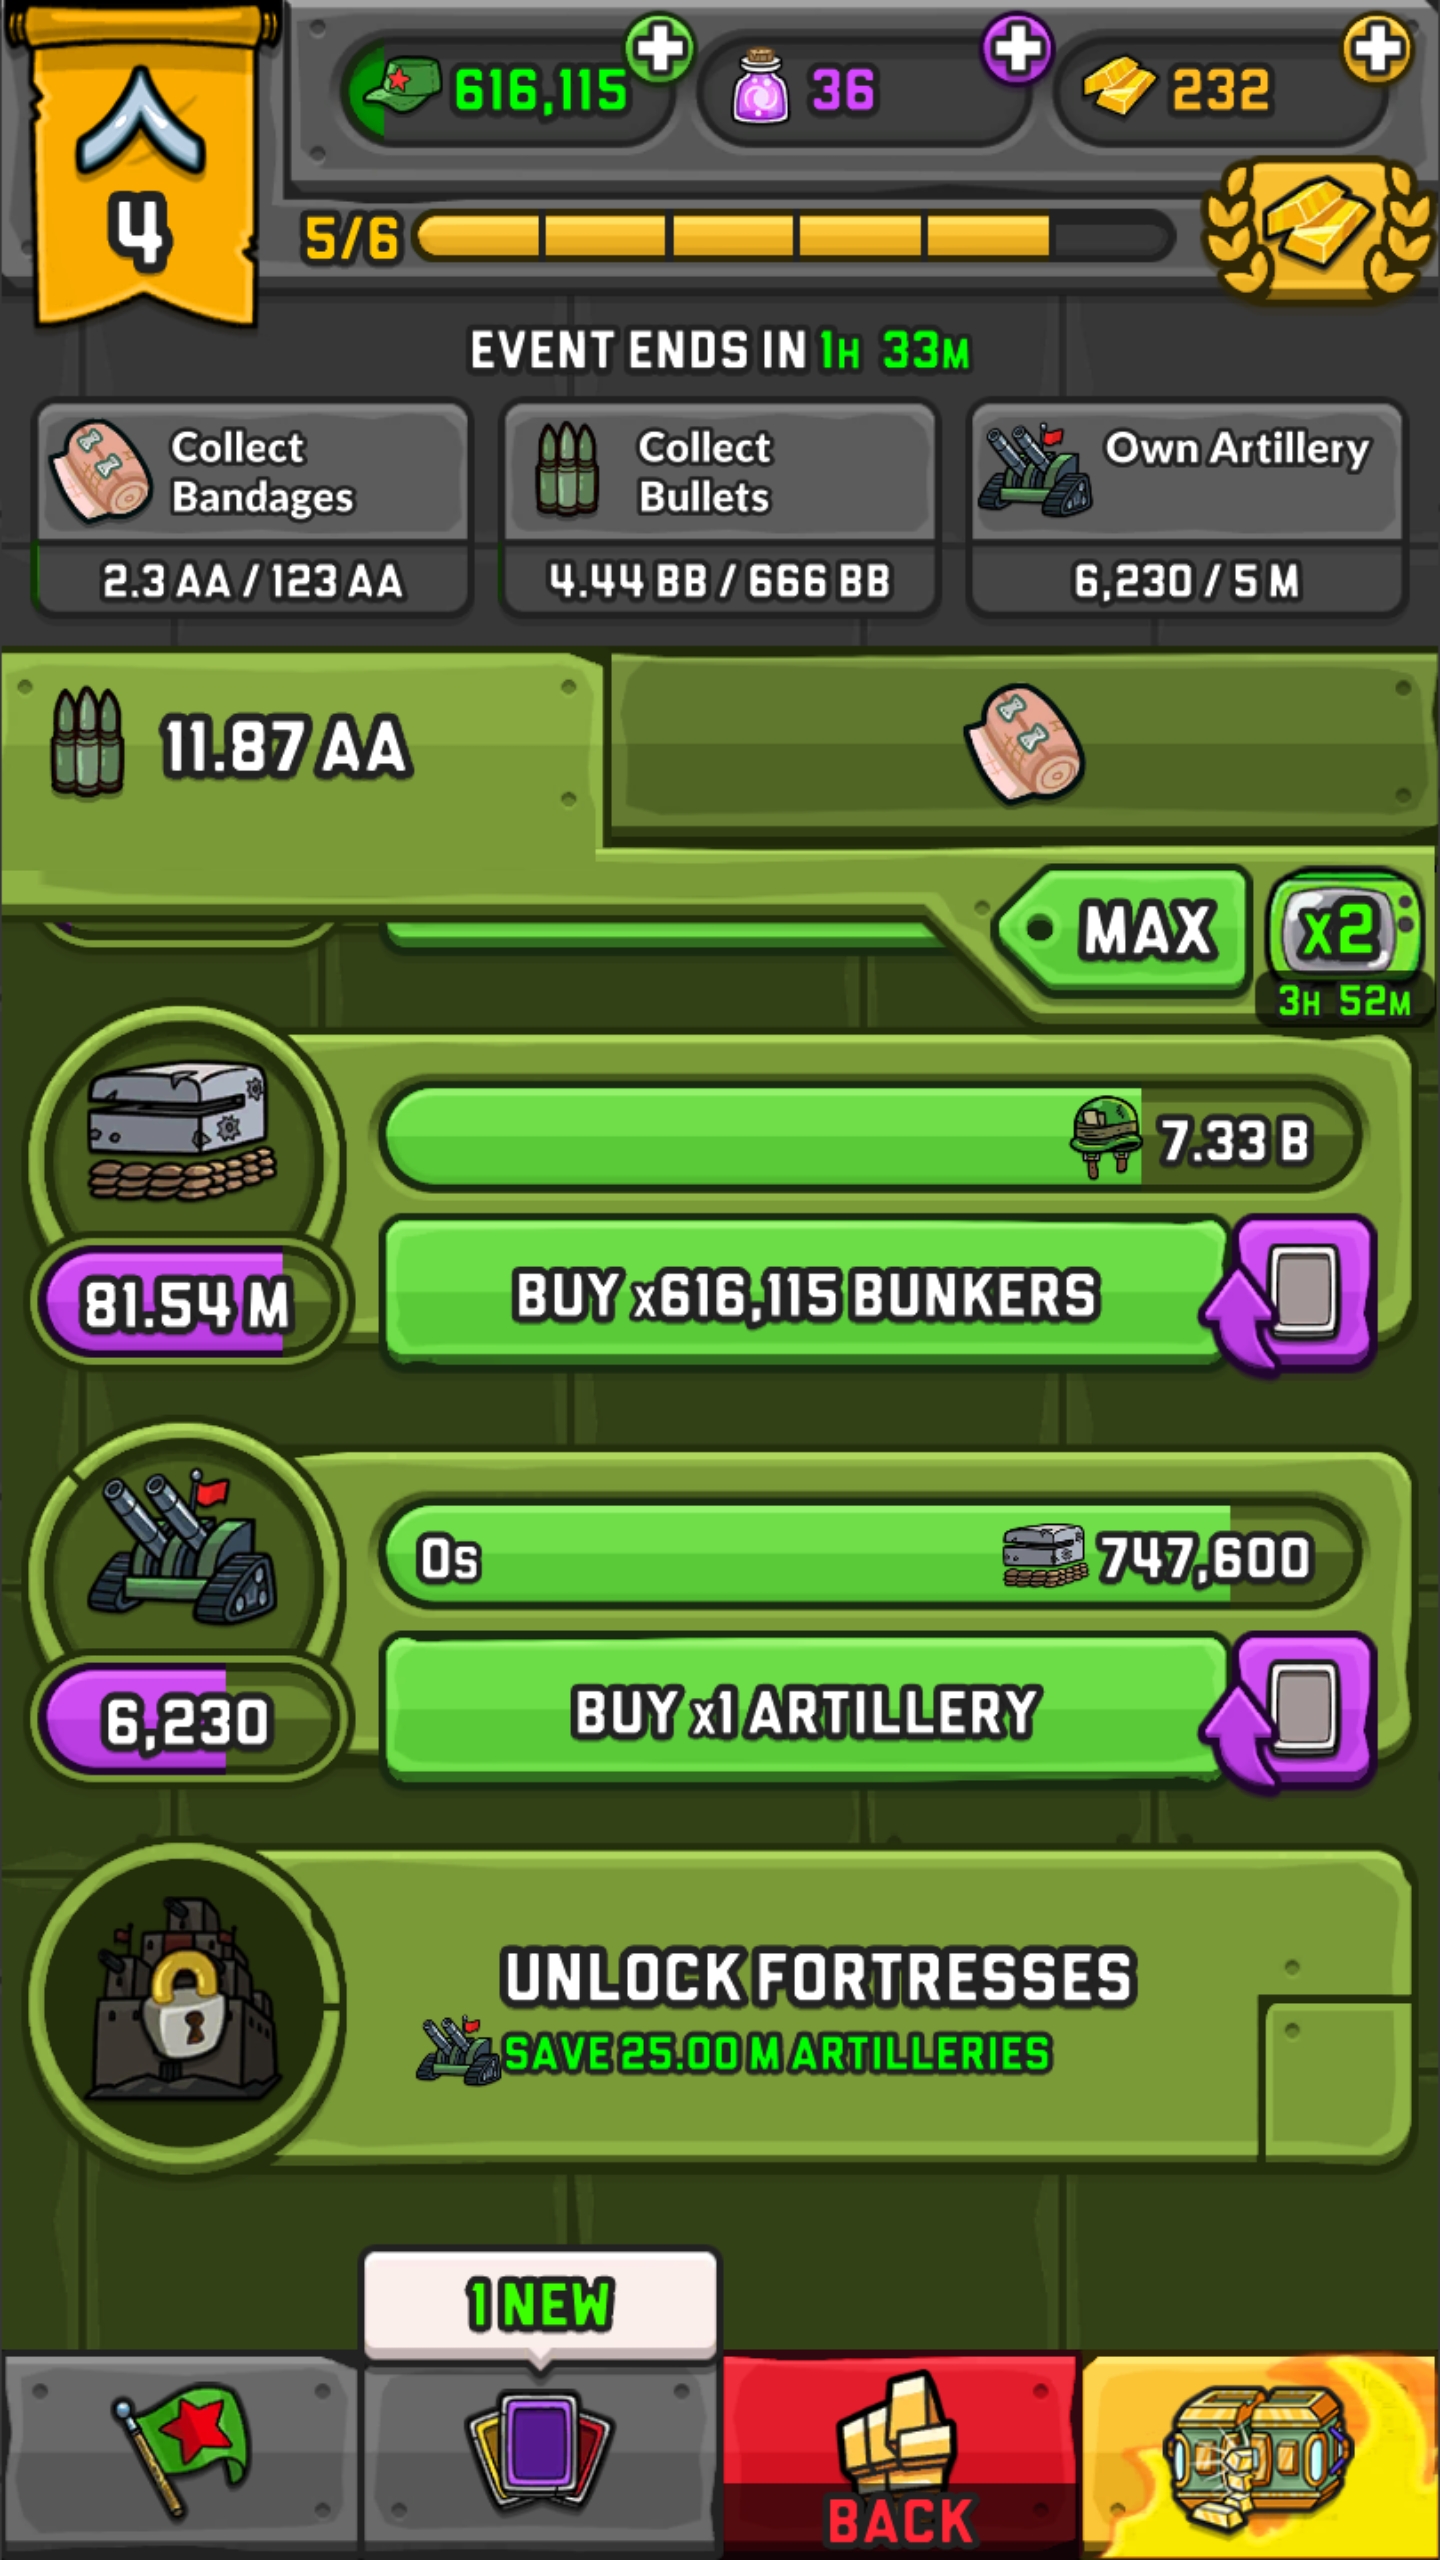 616,115
36
232
4
5/6
EVENT ENDS IN 1H 33M
Collect
Bandages
2.3 AA / 123 AA
Collect
Bullets
4.44 BB / 666 BB
Own Artillery
6,230 / 5 M
11.87 AA
MAX
x2
3H 52M
7.33 B
81.54 M
BUY x616,115 BUNKERS
0s
747,600
6,230
BUY x1 ARTILLERY
UNLOCK FORTRESSES
SAVE 25.00 M ARTILLERIES
1 NEW
BACK